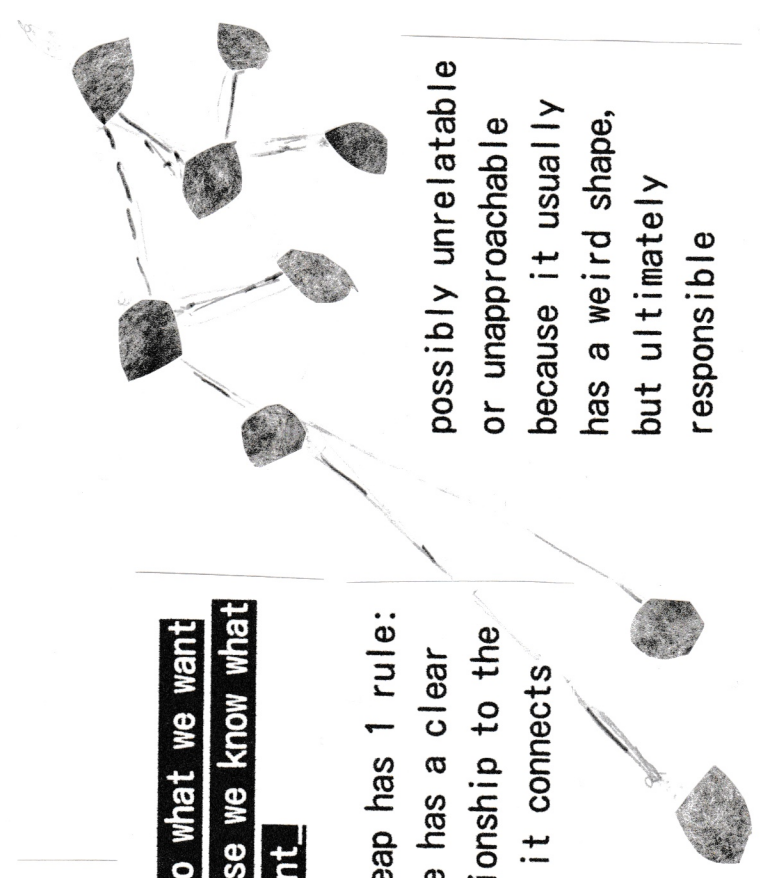 o what we want
se we know what
nt_
eap has 1 rule:
e has a clear
ionship to the
it connects
possibly unrelatable
or unapproachable
because it usually
has a weird shape,
but ultimately
responsible